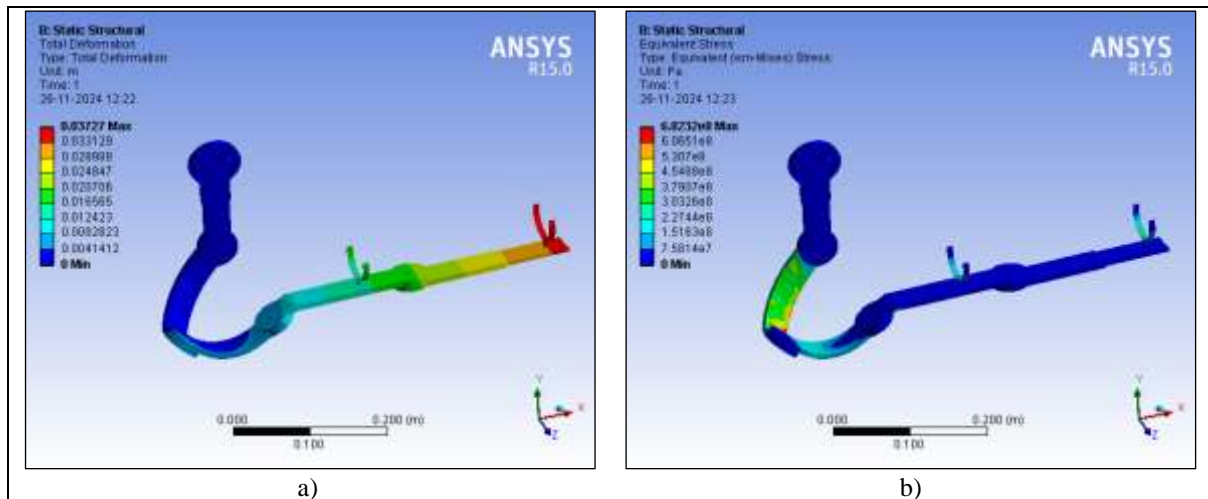 B: Static Structural
Total Deformation
Type: Total Deformation
Unit: m
Time: 1
26-11-2024 12:22
ANSYS
R15.0
0.03727 Max
0.033129
0.028988
0.024847
0.020706
0.016565
0.012423
0.0082823
0.0041412
0 Min
0.000
0.200 (m)
0.100
Y
X
Z
a)
B: Static Structural
Equivalent Stress
Type: Equivalent (von-Mises) Stress
Unit: Pa
Time: 1
26-11-2024 12:23
ANSYS
R15.0
6.8232e8 Max
6.0651e8
5.307e8
4.5488e8
3.7907e8
3.0326e8
2.2744e8
1.5163e8
7.5814e7
0 Min
0.000
0.200 (m)
0.100
Y
X
Z
b)